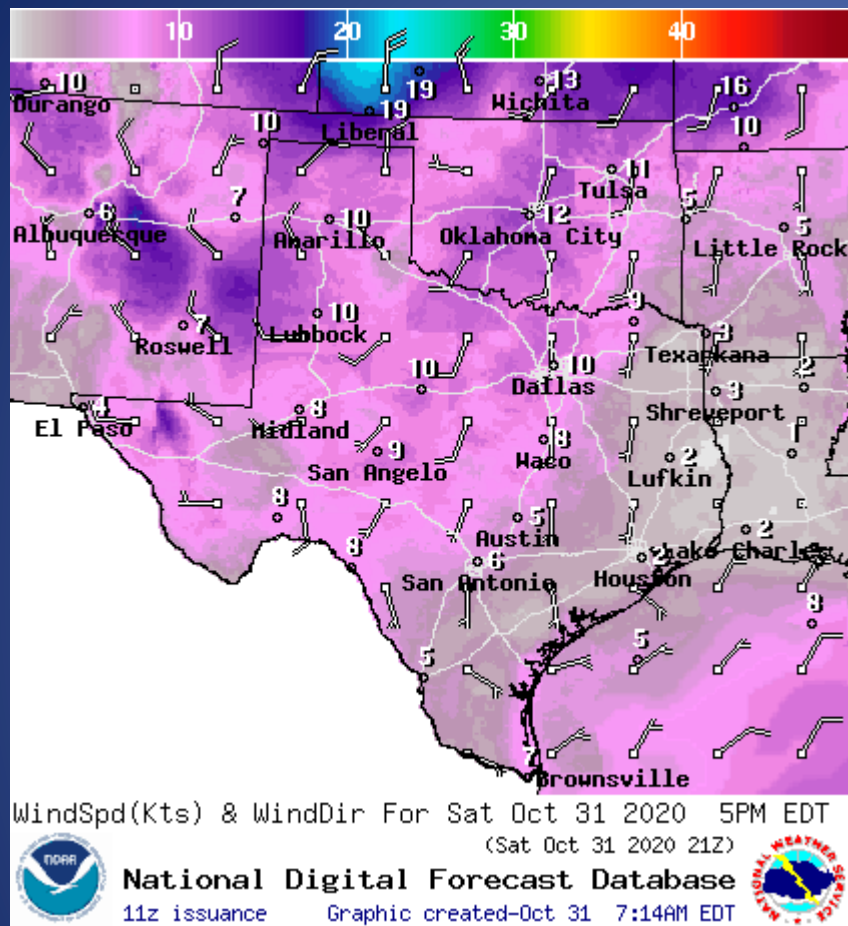 10 20 30 40
10 19 13 16
Durango Wichita
19
Liberal
10 10
11
Tulsa
6 7 10 12 5 5
Albuquerque Amarillo Oklahoma City Little Rock
7 10 9 3
Roswell Lubbock Texarkana
10 10 3 2
Dallas
4 8 Shreveport
El Paso Midland
9 8 2 1
San Angelo Waco Lufkin
8 5 2
Austin Lake Charles
8 6 2
San Antonio Houston
8
5 5
7
Brownsville
WindSpd(Kts) & WindDir For Sat Oct 31 2020 5PM EDT
(Sat Oct 31 2020 21Z)
noaa
National Digital Forecast Database
11z issuance Graphic created-Oct 31 7:14AM EDT
NATIONAL WEATHER SERVICE